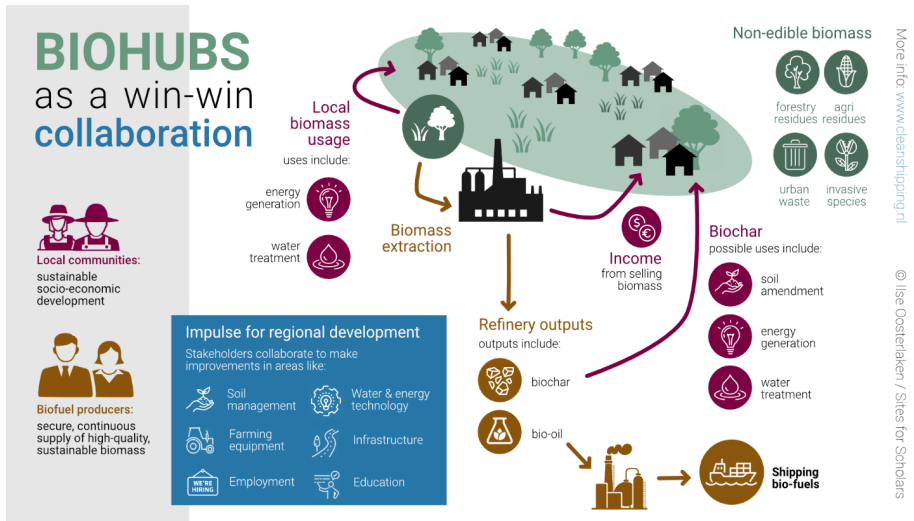 BIOHUBS
as a win-win
collaboration
Local communities:
sustainable
socio-economic
development
Biofuel producers:
secure, continuous
supply of high-quality,
sustainable biomass
Local
biomass
usage
uses include:
energy
generation
water
treatment
Biomass
extraction
Income
from selling
biomass
Non-edible biomass
forestry
residues
agri
residues
urban
waste
invasive
species
Biochar
possible uses include:
soil
amendment
energy
generation
water
treatment
Refinery outputs
outputs include:
biochar
bio-oil
Shipping
bio-fuels
Impulse for regional development
Stakeholders collaborate to make
improvements in areas like:
Soil
management
Water & energy
technology
Farming
equipment
Infrastructure
WE'RE
HIRING
Employment
Education
More info: www.cleanshipping.nl
© Ilse Oosterlaken / Sites for Scholars